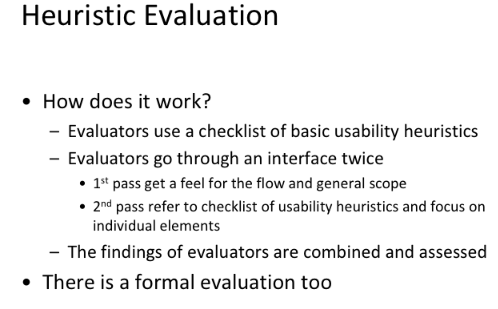 Heuristic Evaluation
• How does it work?
– Evaluators use a checklist of basic usability heuristics
– Evaluators go through an interface twice
• 1st pass get a feel for the flow and general scope
• 2nd pass refer to checklist of usability heuristics and focus on
individual elements
– The findings of evaluators are combined and assessed
• There is a formal evaluation too